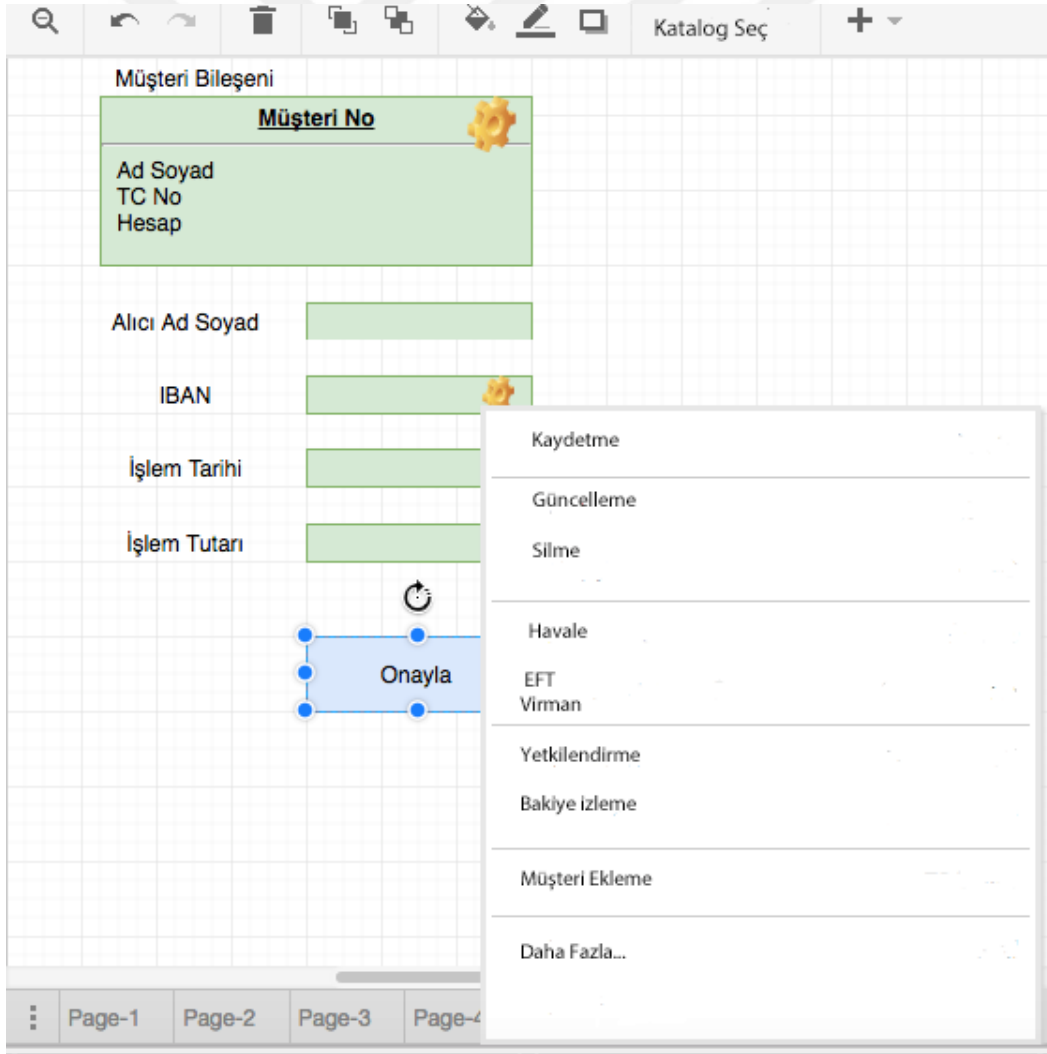 Katalog Seç
Müşteri Bileşeni
Müşteri No
Ad Soyad
TC No
Hesap
Alıcı Ad Soyad
IBAN
İşlem Tarihi
İşlem Tutarı
Onayla
Kaydetme
Güncelleme
Silme
Havale
EFT
Virman
Yetkilendirme
Bakiye izleme
Müşteri Ekleme
Daha Fazla...
Page-1 Page-2 Page-3 Page-4